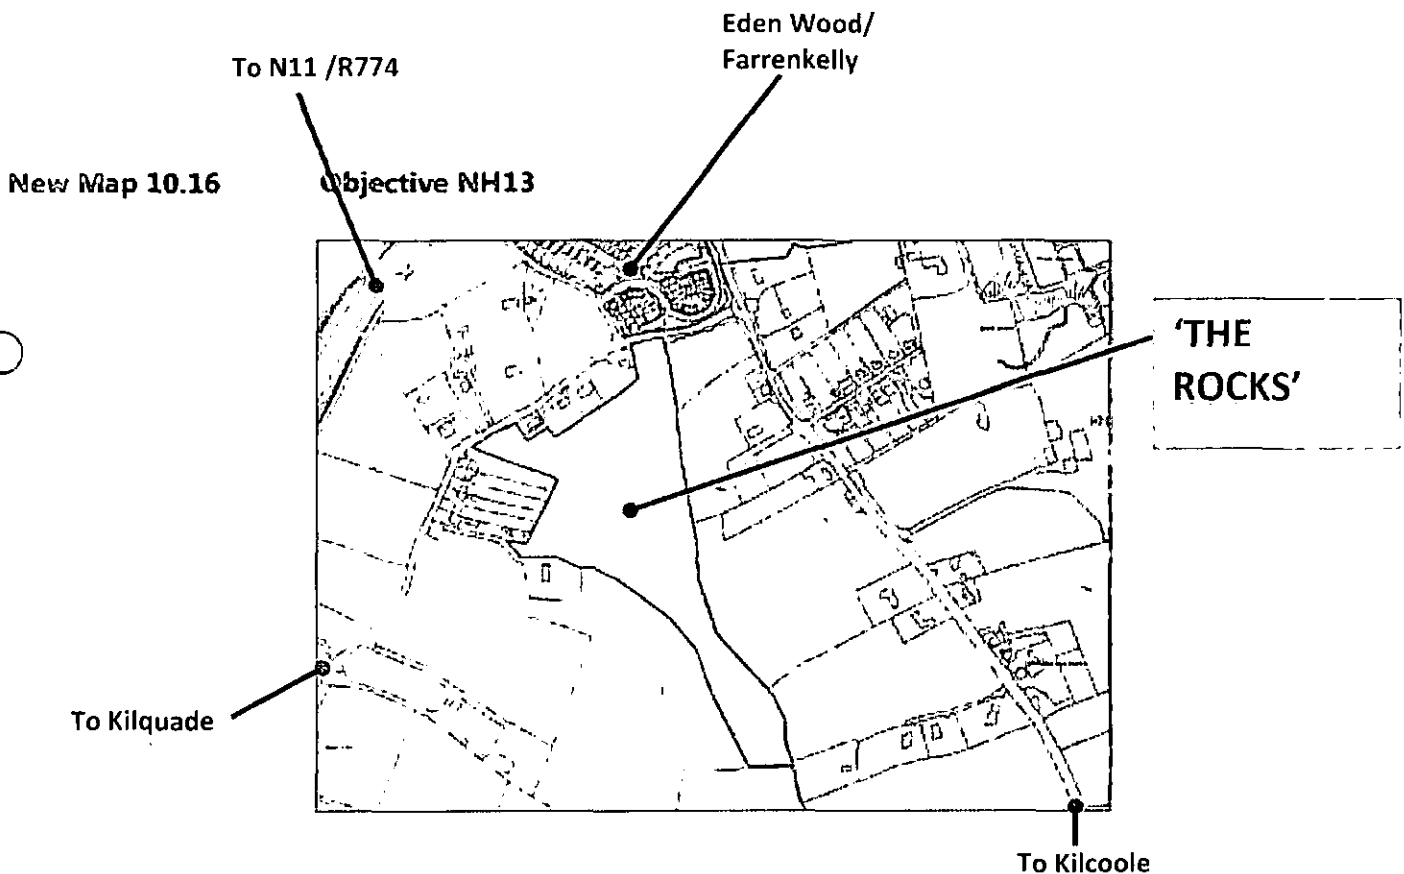 Eden Wood/
Farrenkelly
To N11 /R774
New Map 10.16 Objective NH13
'THE
ROCKS'
To Kilquade
To Kilcoole